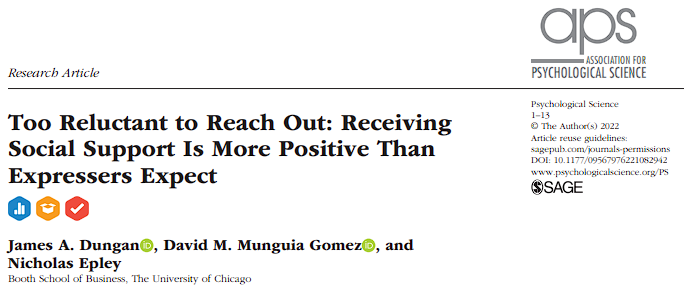 aps
ASSOCIATION FOR
PSYCHOLOGICAL SCIENCE
Research Article
Too Reluctant to Reach Out: Receiving
Social Support Is More Positive Than
Expressers Expect
James A. Dungan iD, David M. Munguia Gomez iD, and
Nicholas Epley
Booth School of Business, The University of Chicago
Psychological Science
1–13
© The Author(s) 2022
Article reuse guidelines:
sagepub.com/journals-permissions
DOI: 10.1177/09567976221082942
www.psychologicalscience.org/PS
SAGE